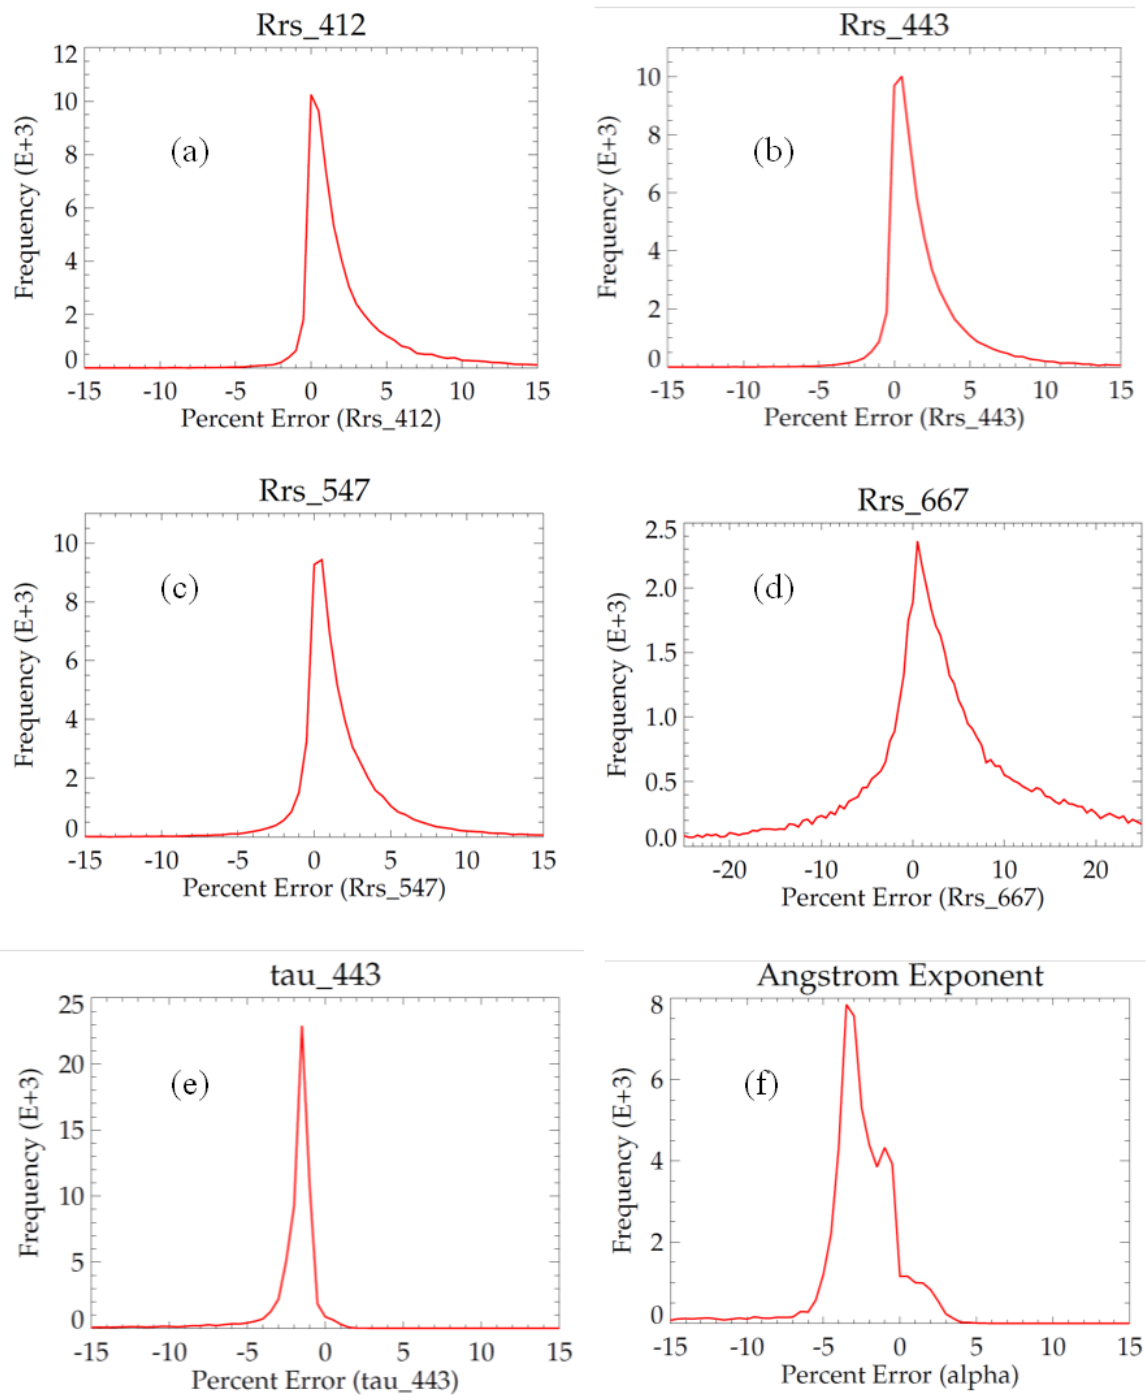 Rrs_412
12
10
8
6
4
2
0
Frequency (E+3)
(a)
-15 -10 -5 0 5 10 15
Percent Error (Rrs_412)
Rrs_443
10
8
6
4
2
0
Frequency (E+3)
(b)
-15 -10 -5 0 5 10 15
Percent Error (Rrs_443)
Rrs_547
10
8
6
4
2
0
Frequency (E+3)
(c)
-15 -10 -5 0 5 10 15
Percent Error (Rrs_547)
Rrs_667
2.5
2.0
1.5
1.0
0.5
0.0
Frequency (E+3)
(d)
-20 -10 0 10 20
Percent Error (Rrs_667)
tau_443
25
20
15
10
5
0
Frequency (E+3)
(e)
-15 -10 -5 0 5 10 15
Percent Error (tau_443)
Angstrom Exponent
8
6
4
2
0
Frequency (E+3)
(f)
-15 -10 -5 0 5 10 15
Percent Error (alpha)